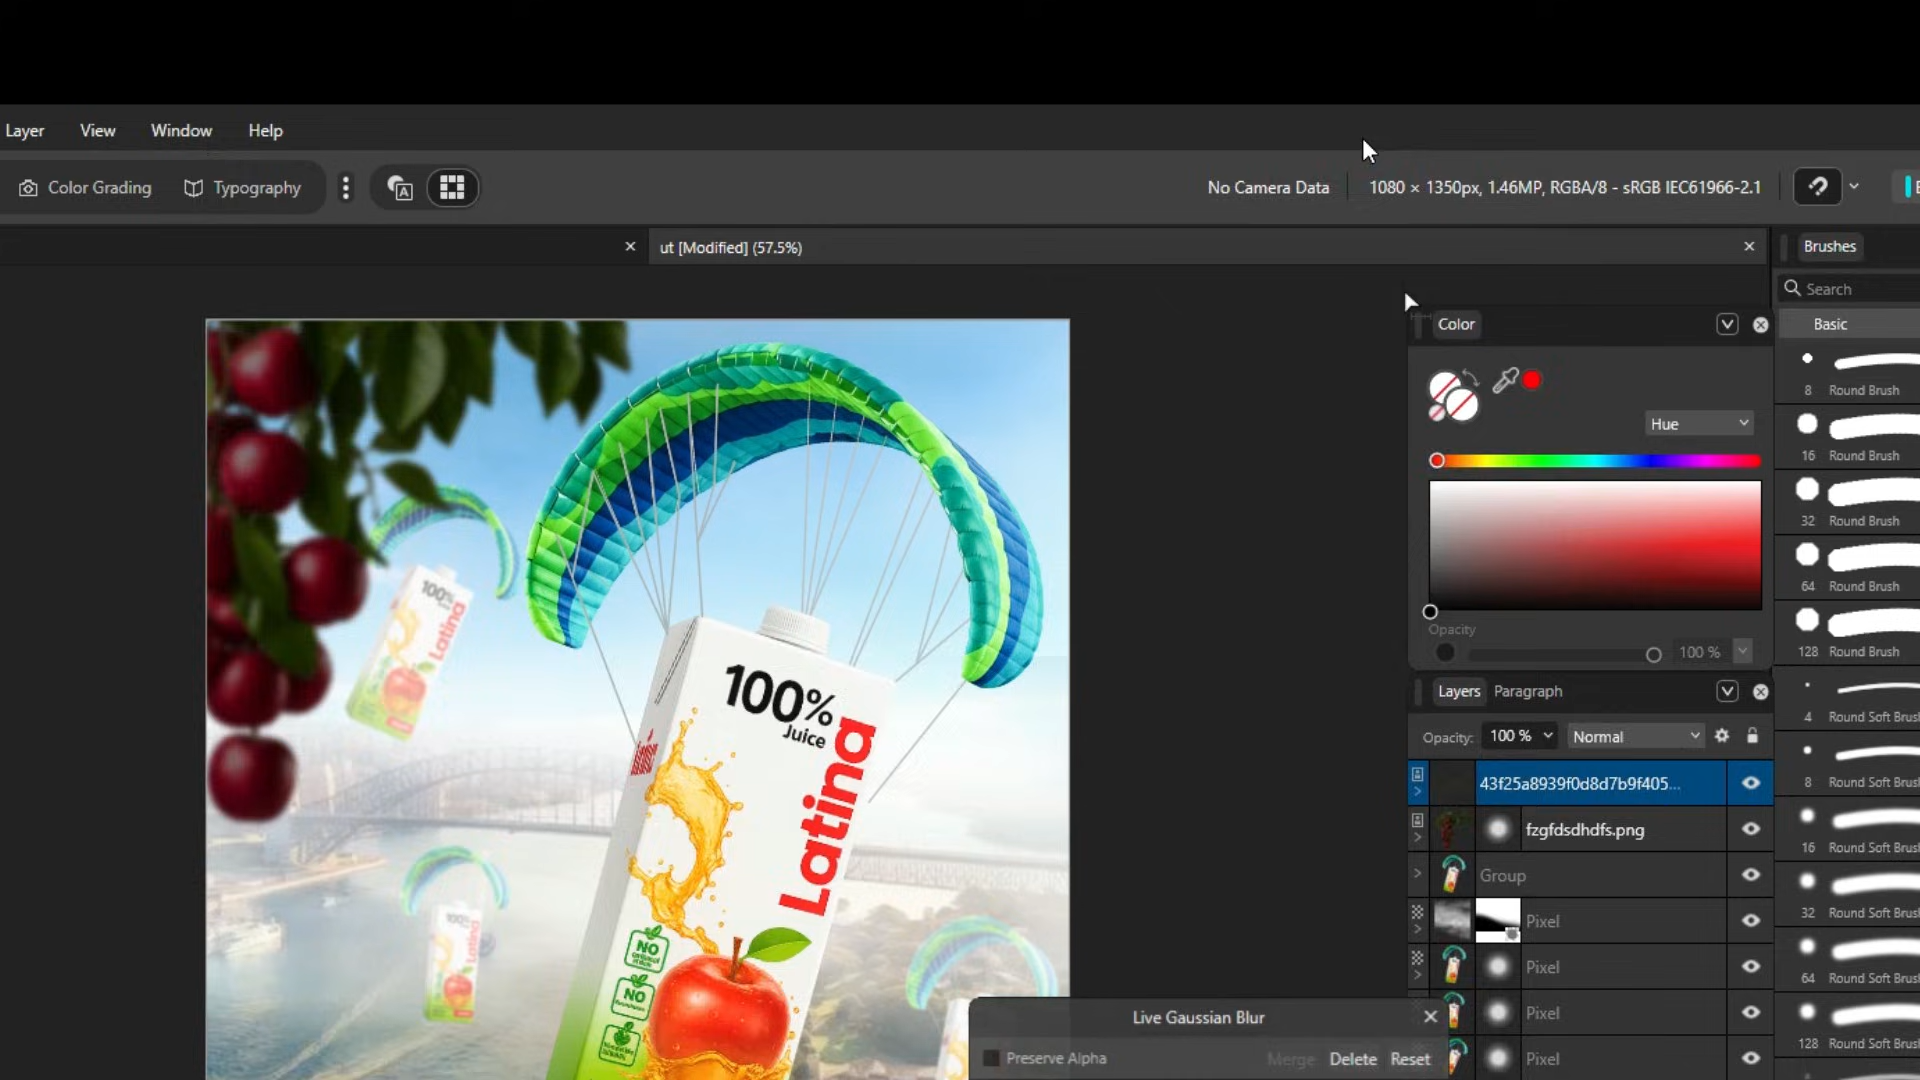 Layer View Window Help
Color Grading Typography
No Camera Data 1080 × 1350px, 1.46MP, RGBA/8 - sRGB IEC61966-2.1
ut [Modified] (57.5%)
Brushes
Search
Basic
8 Round Brush
16 Round Brush
32 Round Brush
64 Round Brush
128 Round Brush
4 Round Soft Brus
8 Round Soft Brus
16 Round Soft Brus
32 Round Soft Brus
64 Round Soft Brus
128 Round Soft Brus
Color
Hue
Opacity
100 %
Layers Paragraph
Opacity: 100 % Normal
43f25a8939f0d8d7b9f405...
fzgfdsdhdfs.png
Group
Pixel
Pixel
Pixel
Pixel
Live Gaussian Blur
Preserve Alpha Merge Delete Reset
100%
Juice
Latina
NO
NO
100%
Latina
100%
Latina